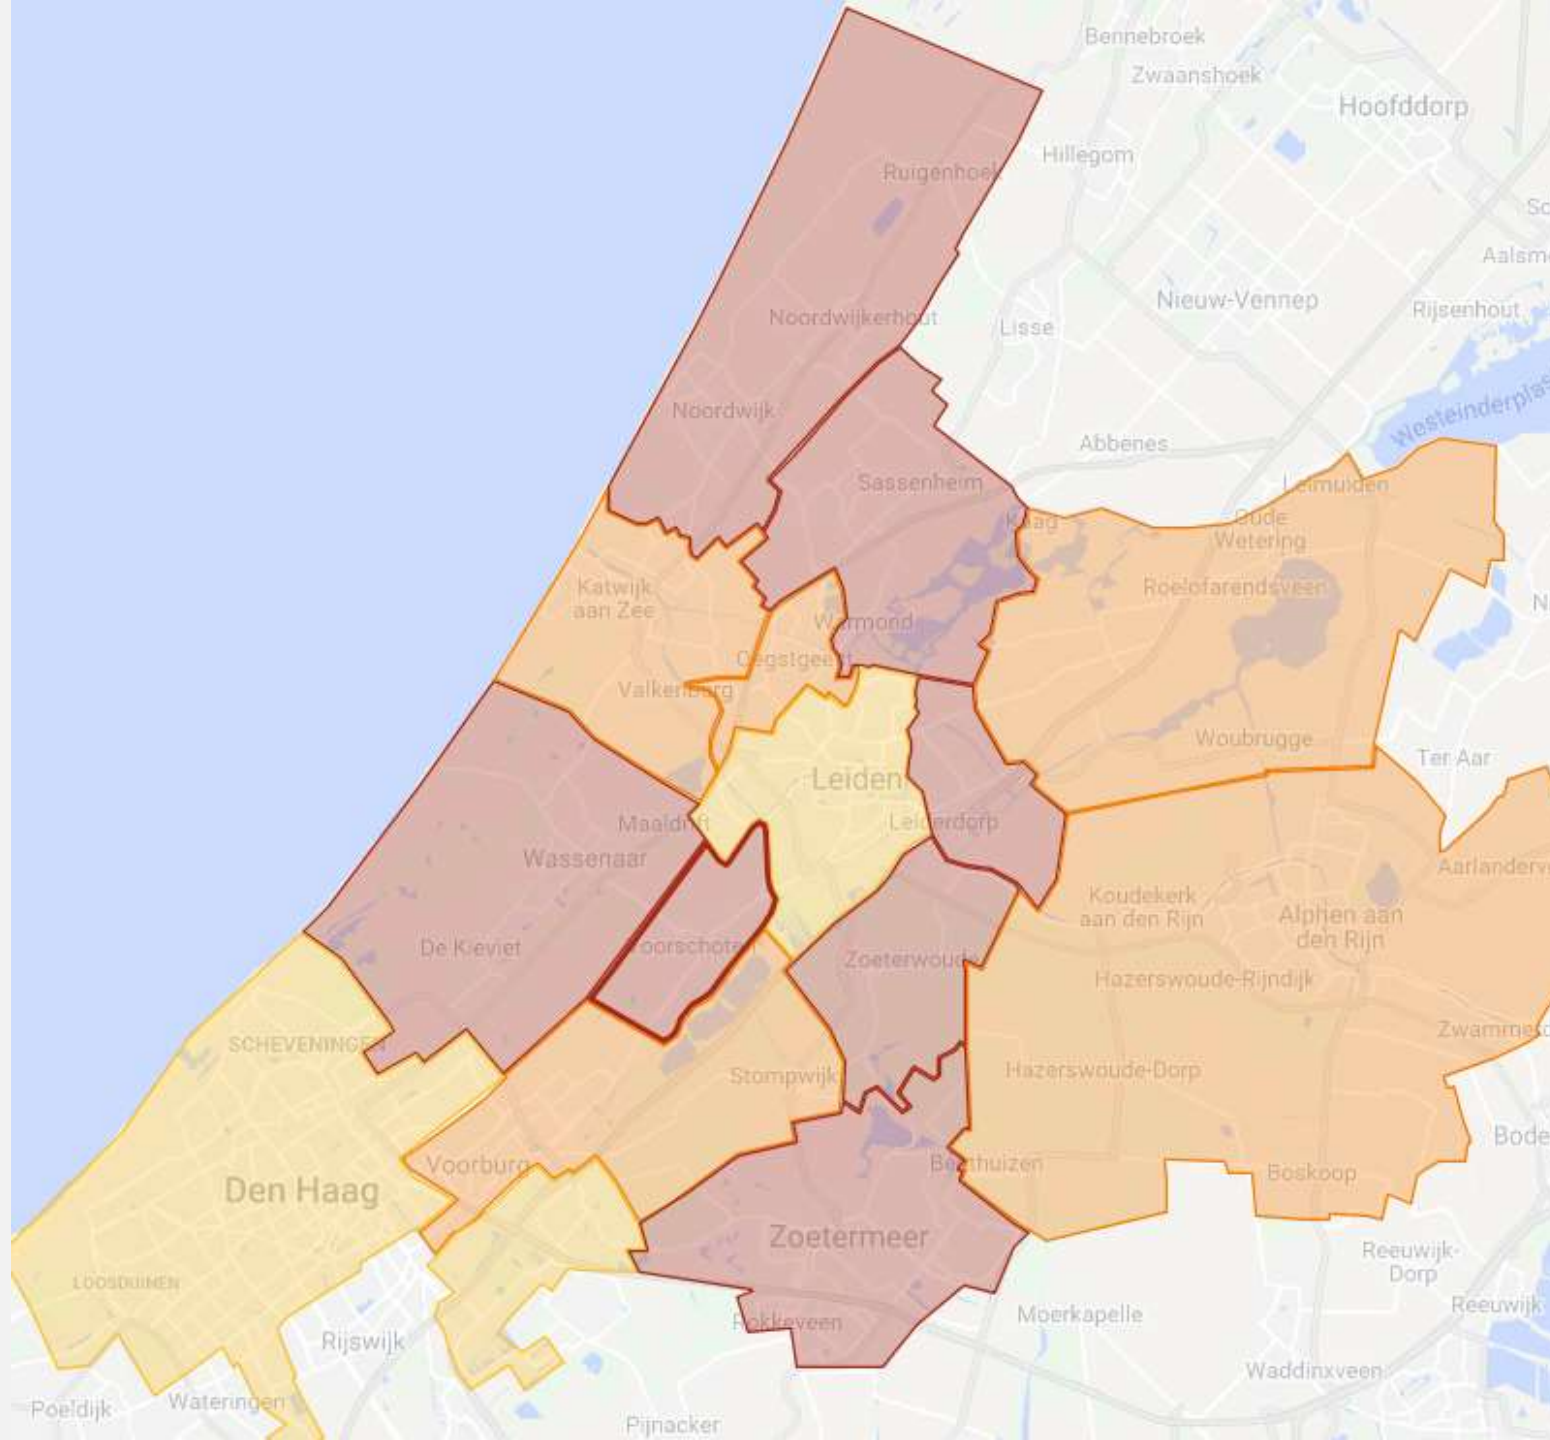 Bennebroek
Zwaanshoek
Hoofddorp
Hillegom
Ruigenhoek
Aalsm
Nieuw-Vennep
Rijsenhout
Noordwijkerhout
Lisse
Westeinderplas
Noordwijk
Abbenes
Sassenheim
Leimuiden
Kaag
Oude
Wetering
Katwijk
aan Zee
Roelofarendsveen
Warmond
Oegstgeest
Valkenburg
Woubrugge
Ter Aar
Leiden
Maaldrift
Leiderdorp
Wassenaar
Aarlanderv
Koudekerk
aan den Rijn
Alphen aan
den Rijn
De Kieviet
Voorschoten
Zoeterwoude
Hazerswoude-Rijndijk
Zwammerd
SCHEVENINGEN
Stompwijk
Hazerswoude-Dorp
Bode
Voorburg
Benthuizen
Boskoop
Den Haag
Zoetermeer
Reeuwijk-
Dorp
LOOSDUINEN
Reeuwijk
Moerkapelle
Rokkeveen
Rijswijk
Waddinxveen
Wateringen
Poeldijk
Pijnacker